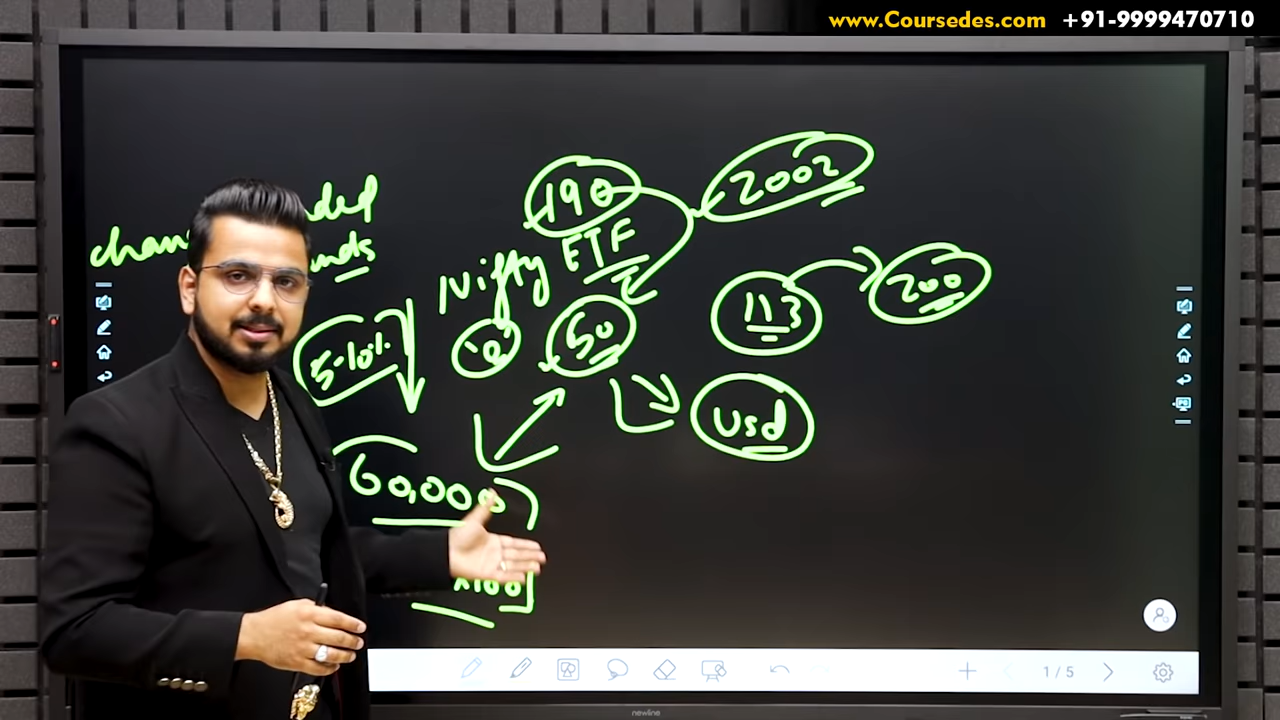 www.Coursedes.com +91-9999470710
190
2002
Nifty ETF
5-10%
50
113
200
usd
60,000
x100
1/5
newline